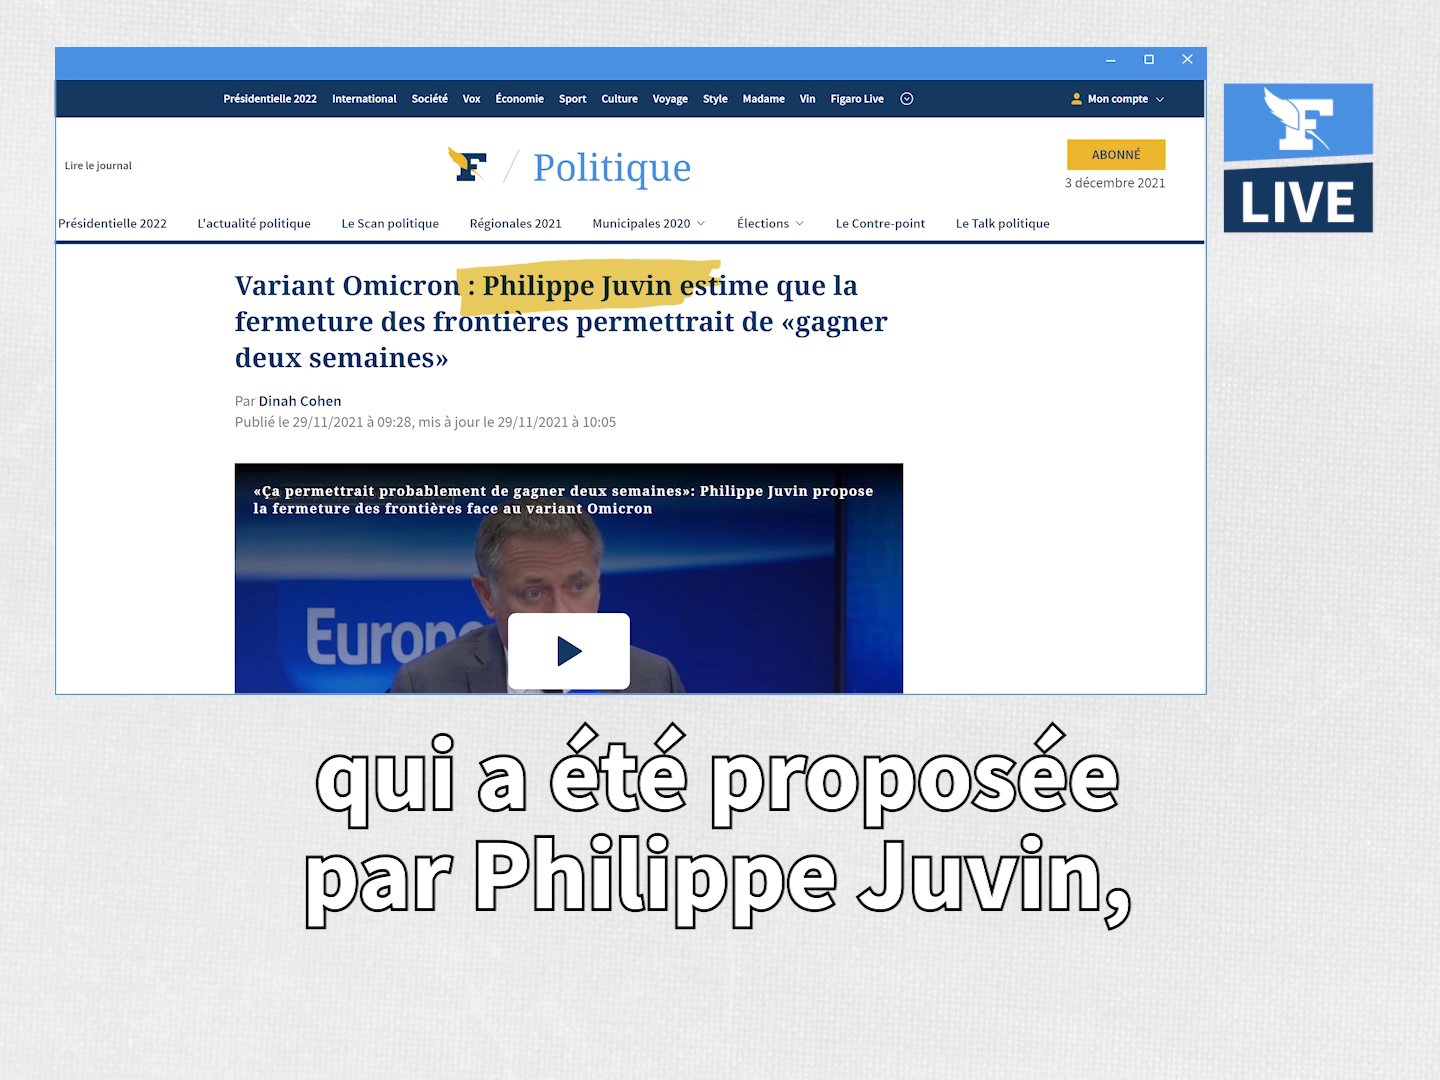 Présidentielle 2022 International Société Vox Économie Sport Culture Voyage Style Madame Vin Figaro Live
Mon compte
Lire le journal
F / Politique
ABONNÉ
3 décembre 2021
Présidentielle 2022 L'actualité politique Le Scan politique Régionales 2021 Municipales 2020 Élections Le Contre-point Le Talk politique
F
LIVE
Variant Omicron : Philippe Juvin estime que la
fermeture des frontières permettrait de «gagner
deux semaines»
Par Dinah Cohen
Publié le 29/11/2021 à 09:28, mis à jour le 29/11/2021 à 10:05
«Ça permettrait probablement de gagner deux semaines»: Philippe Juvin propose
la fermeture des frontières face au variant Omicron
Europe
qui a été proposée
par Philippe Juvin,